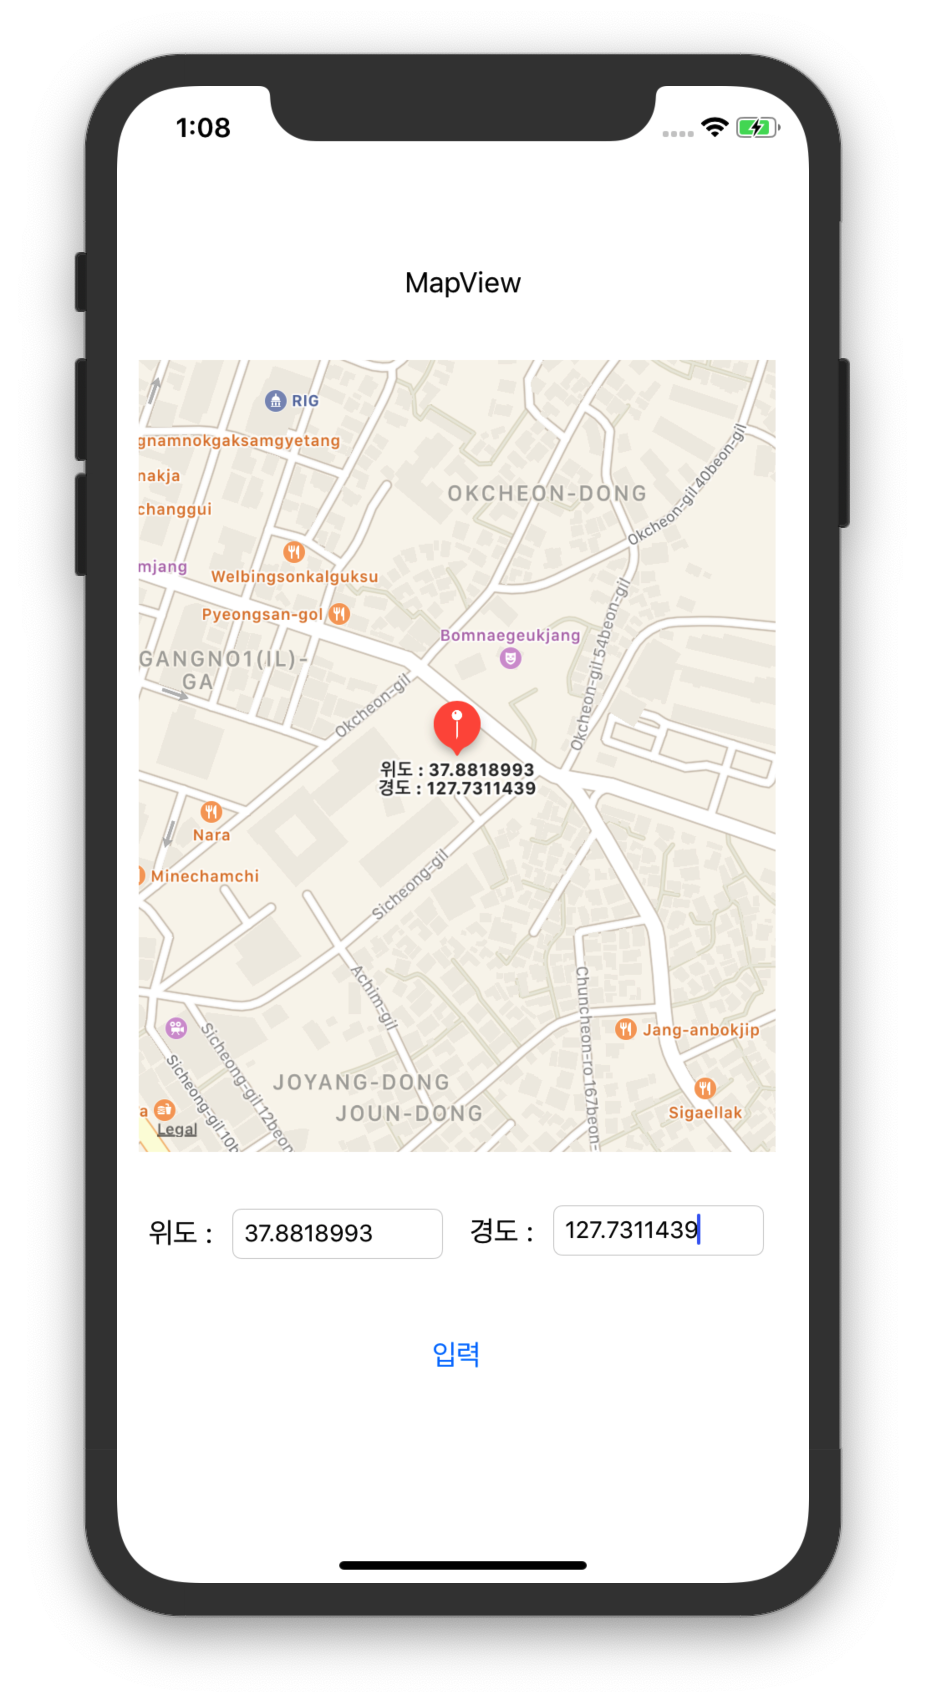 1:08
MapView
RIG
gnamnokgaksamgyetang
nakja
changgui
OKCHEON-DONG
Okcheon-gil 40beon-gil
mjang
Welbingsonkalguksu
Pyeongsan-gol
Bomnaegeukjang
Okcheon-gil 54beon-gil
GANGNO1(IL)-
GA
Okcheon-gil
위도 : 37.8818993
경도 : 127.7311439
Nara
Minechamchi
Sicheong-gil
Achim-gil
Chuncheon-ro 167beon-
Jang-anbokjip
Sicheong-gil 12beon
Sicheong-gil 10b
JOYANG-DONG
JOUN-DONG
Sigaellak
a
Legal
위도 : 37.8818993 경도 : 127.7311439
입력